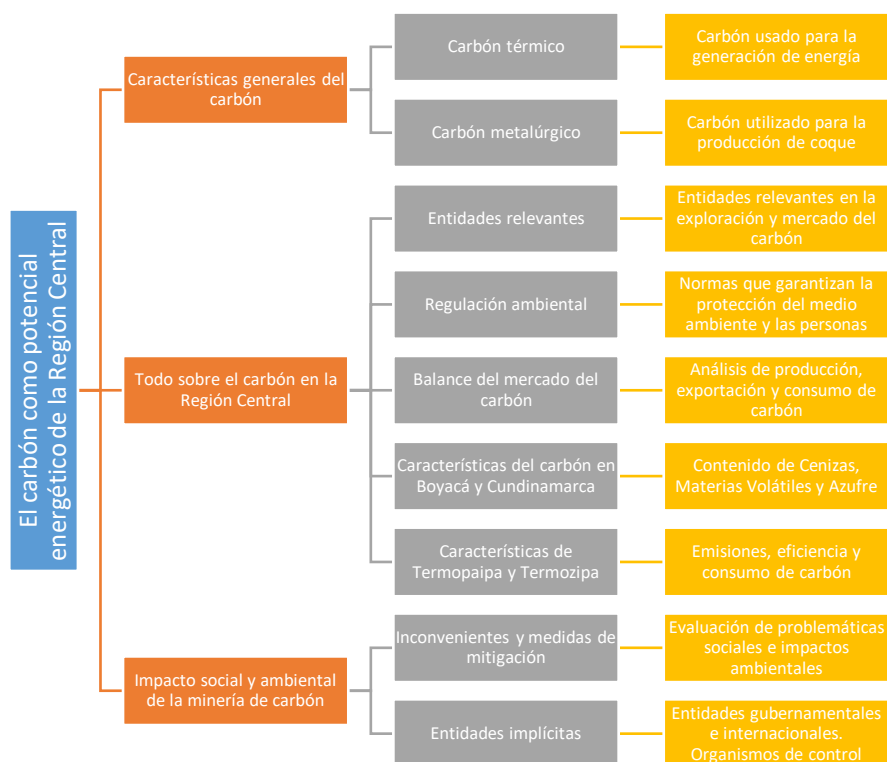 El carbón como potencial
energético de la Región Central
Características generales del
carbón
Carbón térmico
Carbón usado para la
generación de energía
Carbón metalúrgico
Carbón utilizado para la
producción de coque
Todo sobre el carbón en la
Región Central
Entidades relevantes
Entidades relevantes en la
exploración y mercado del
carbón
Regulación ambiental
Normas que garantizan la
protección del medio
ambiente y las personas
Balance del mercado del
carbón
Análisis de producción,
exportación y consumo de
carbón
Características del carbón en
Boyacá y Cundinamarca
Contenido de Cenizas,
Materias Volátiles y Azufre
Características de
Termopaipa y Termozipa
Emisiones, eficiencia y
consumo de carbón
Impacto social y ambiental
de la minería de carbón
Inconvenientes y medidas de
mitigación
Evaluación de problemáticas
sociales e impactos
ambientales
Entidades implícitas
Entidades gubernamentales
e internacionales.
Organismos de control